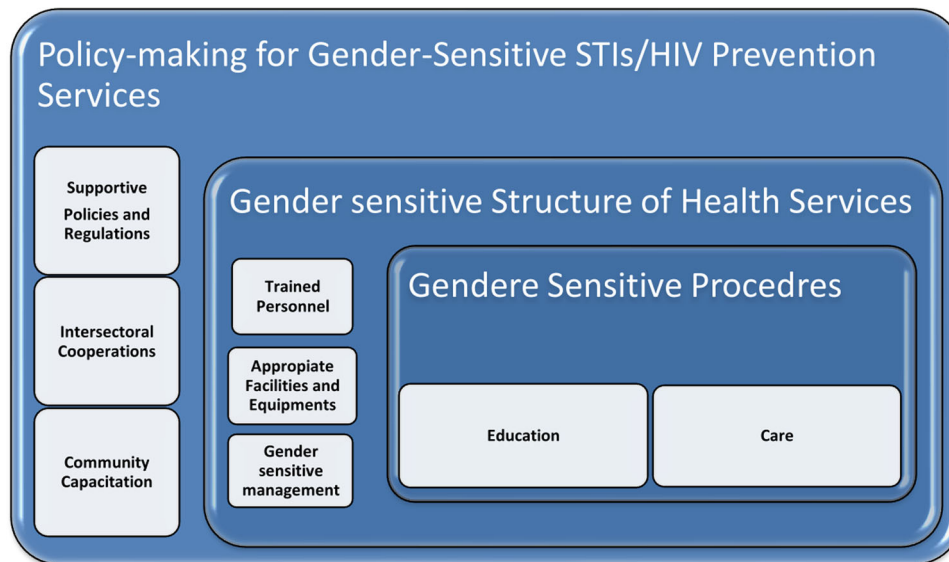 Policy-making for Gender-Sensitive STIs/HIV Prevention
Services
Supportive
Policies and
Regulations
Intersectoral
Cooperations
Community
Capacitation
Gender sensitive Structure of Health Services
Trained
Personnel
Appropiate
Facilities and
Equipments
Gender
sensitive
management
Gendere Sensitive Procedres
Education
Care